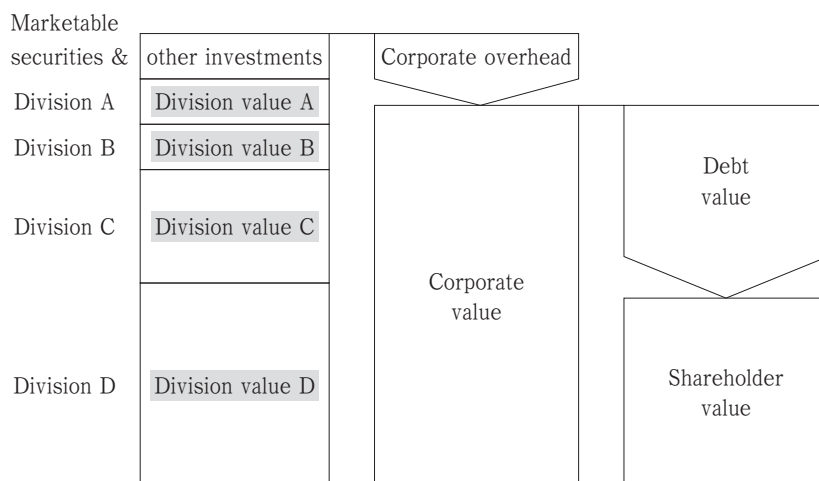 Marketable
securities & other investments
Corporate overhead
Division A
Division value A
Division B
Division value B
Debt
value
Division C
Division value C
Corporate
value
Division D
Division value D
Shareholder
value